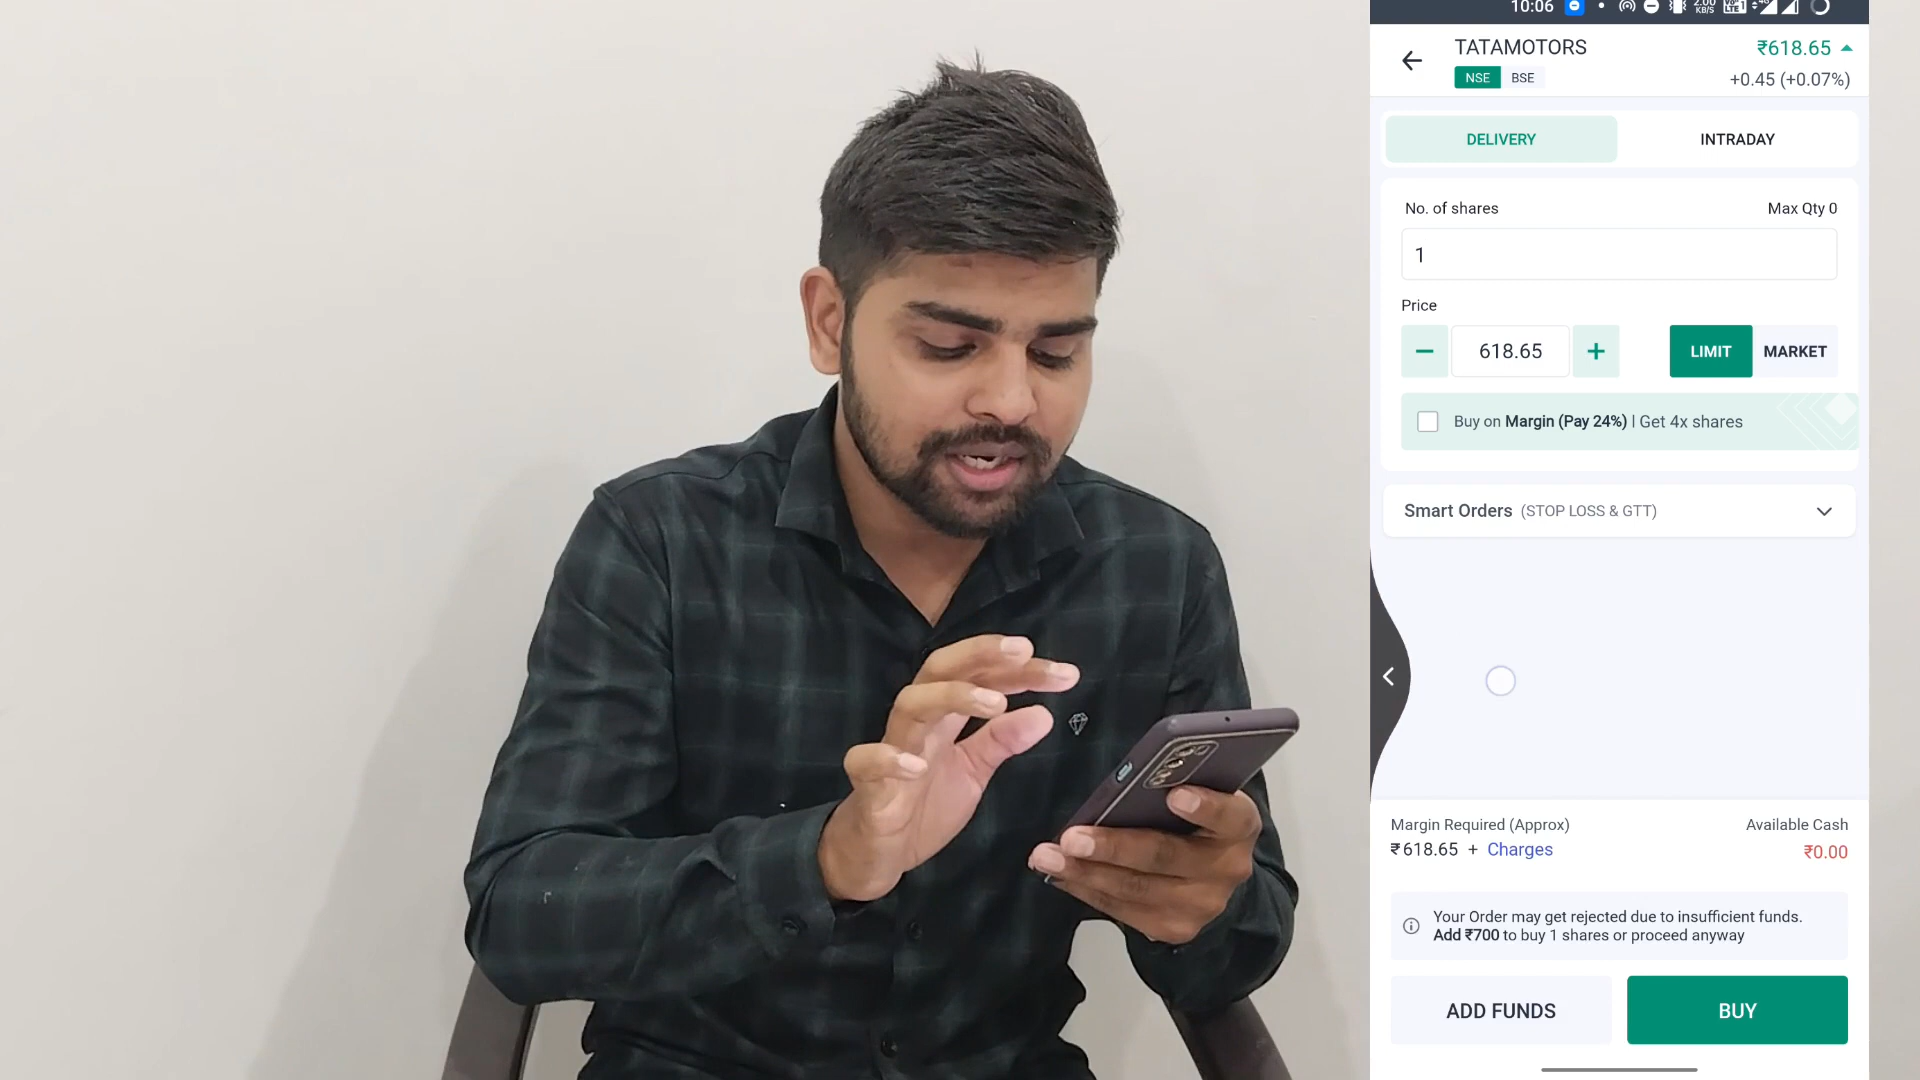 10:06 2.00 KB/S
TATAMOTORS ₹618.65
NSE BSE +0.45 (+0.07%)
DELIVERY INTRADAY
No. of shares Max Qty 0
1
Price
− 618.65 + LIMIT MARKET
Buy on Margin (Pay 24%) | Get 4x shares
Smart Orders (STOP LOSS & GTT)
Margin Required (Approx) Available Cash
₹618.65 + Charges ₹0.00
Your Order may get rejected due to insufficient funds.
Add ₹700 to buy 1 shares or proceed anyway
ADD FUNDS BUY